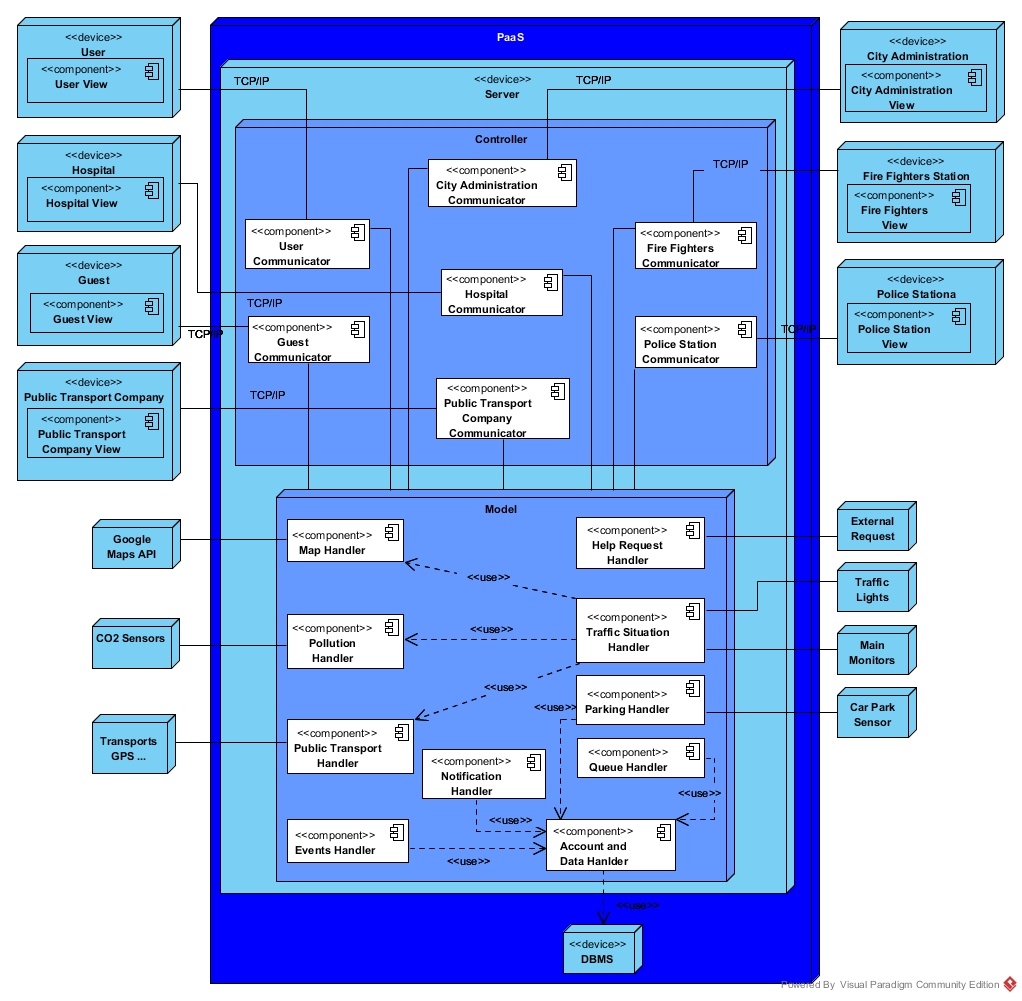 PaaS
<<device>>
User
<<component>>
User View
TCP/IP
<<device>>
Server
TCP/IP
<<device>>
City Administration
<<component>>
City Administration
View
<<device>>
Hospital
<<component>>
Hospital View
Controller
<<component>>
City Administration
Communicator
TCP/IP
<<device>>
Fire Fighters Station
<<component>>
Fire Fighters
View
<<component>>
User
Communicator
<<component>>
Fire Fighters
Communicator
<<device>>
Guest
<<component>>
Guest View
<<component>>
Hospital
Communicator
TCP/IP
<<device>>
Police Stationa
<<component>>
Police Station
View
TCP/IP
<<component>>
Guest
Communicator
<<component>>
Police Station
Communicator
TCP/IP
<<device>>
Public Transport Company
<<component>>
Public Transport
Company View
TCP/IP
<<component>>
Public Transport
Company
Communicator
Model
Google
Maps API
<<component>>
Map Handler
<<component>>
Help Request
Handler
External
Request
<<use>>
Traffic
Lights
CO2 Sensors
<<component>>
Pollution
Handler
<<use>>
<<component>>
Traffic Situation
Handler
Main
Monitors
<<use>>
<<component>>
Parking Handler
<<use>>
Car Park
Sensor
Transports
GPS ...
<<component>>
Public Transport
Handler
<<component>>
Notification
Handler
<<component>>
Queue Handler
<<use>>
<<use>>
<<component>>
Events Handler
<<use>>
<<component>>
Account and
Data Hanlder
<<use>>
<<device>>
DBMS
Powered By Visual Paradigm Community Edition